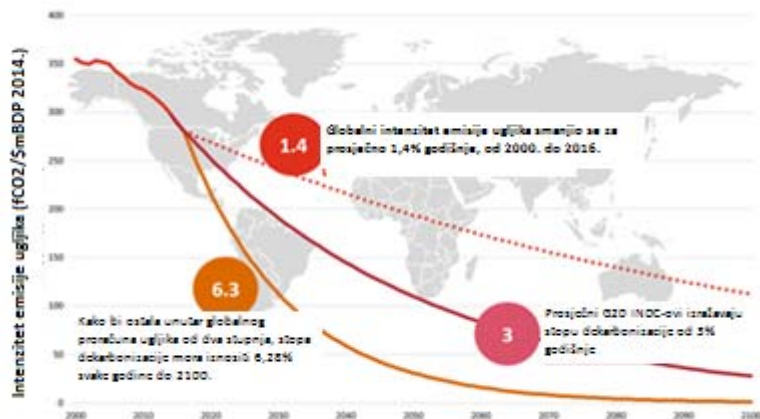 Intenzitet emisije ugljika (fCO2/$mBDP 2014.)
400
350
300
250
200
150
100
50
0
1.4
Globalni intenzitet emisije ugljika smanjio se za
prosječno 1,4% godišnje, od 2000. do 2016.
6.3
Kako bi ostala unutar globalnog
proračuna ugljika od dva stupnja, stopa
dekarbonizacije mora iznositi 6,28%
svake godine do 2100.
3
Prosječni G20 INDC-ovi izražavaju
stopu dekarbonizacije od 3%
godišnje
2000 2010 2020 2030 2040 2050 2060 2070 2080 2090 2100